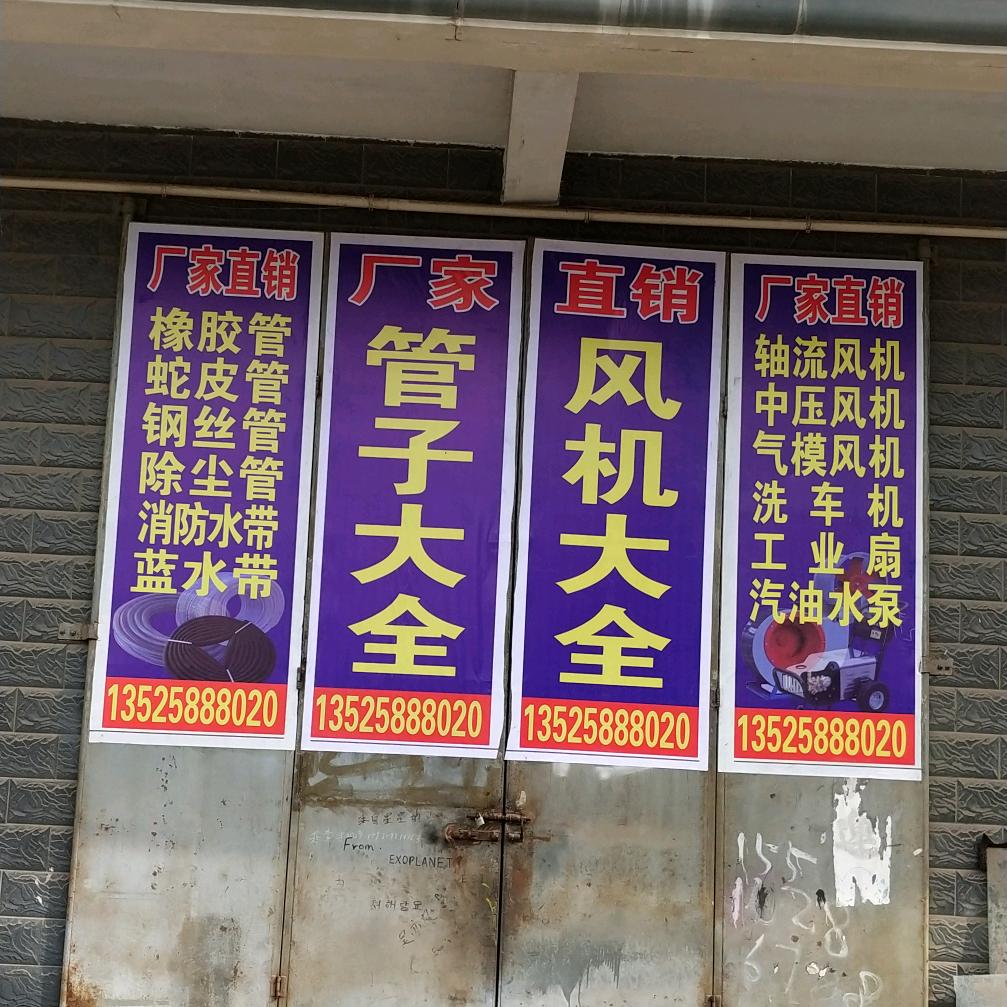 厂家直销
橡胶管
蛇皮管
钢丝管
除尘管
消防水带
蓝水带
13525888020
厂家
管子大全
13525888020
直销
风机大全
13525888020
厂家直销
轴流风机
中压风机
气模风机
洗车机
工业扇
汽油水泵
13525888020
From.
EXOPLANET
155